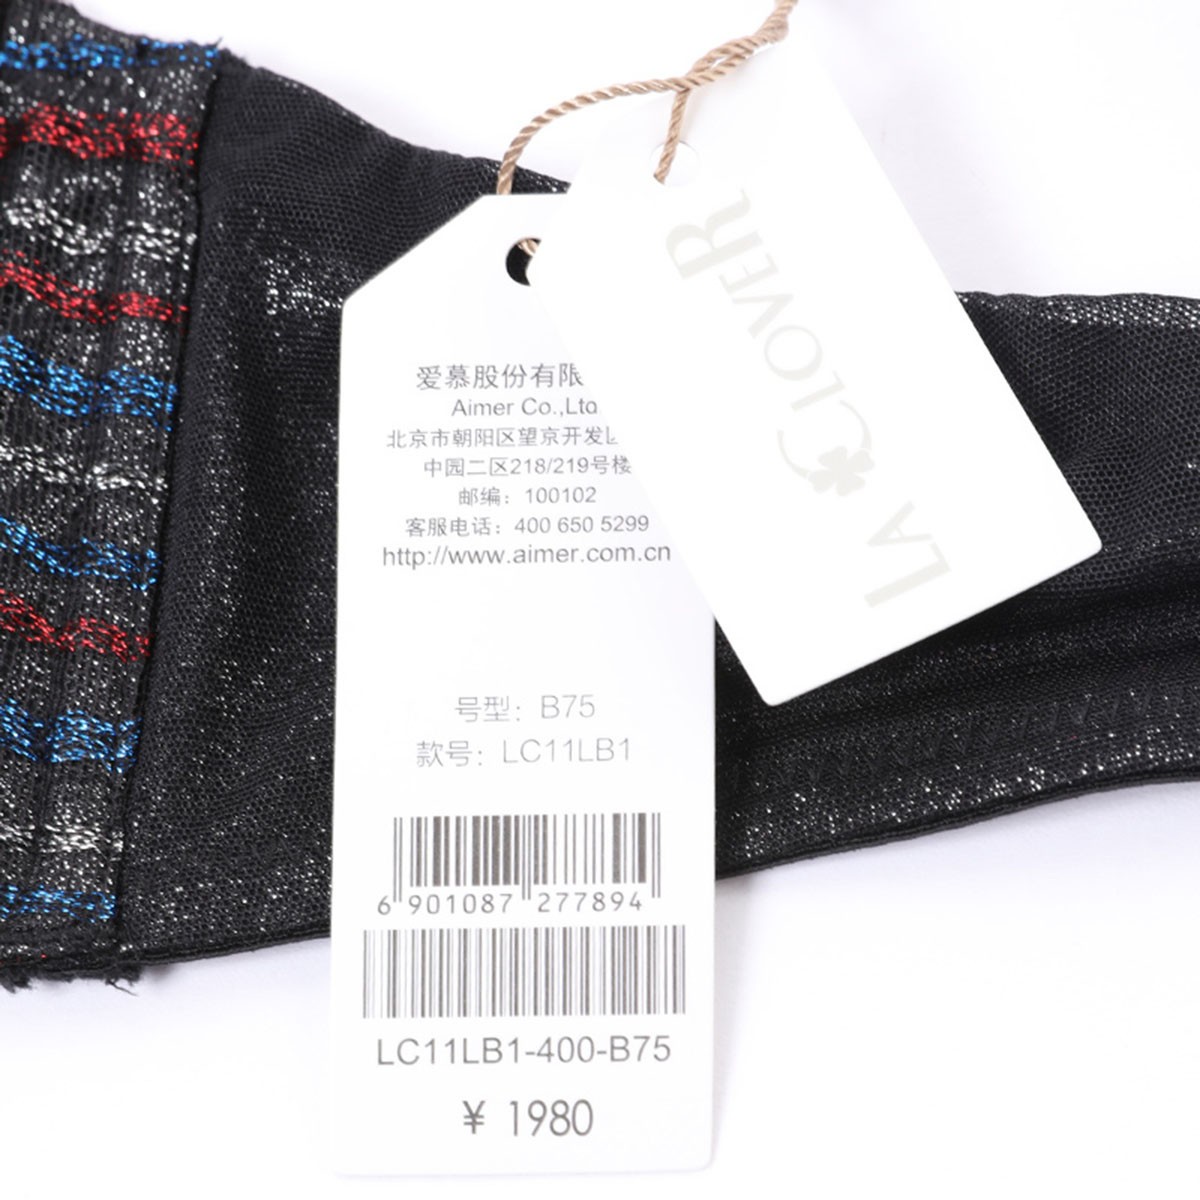 爱慕股份有限
Aimer Co.,Ltd
北京市朝阳区望京开发区
中园二区218/219号楼
邮编：100102
客服电话：400 650 5299
http://www.aimer.com.cn
号型：B75
款号：LC11LB1
6 901087 277894
LC11LB1-400-B75
¥ 1980
LA CLOVER